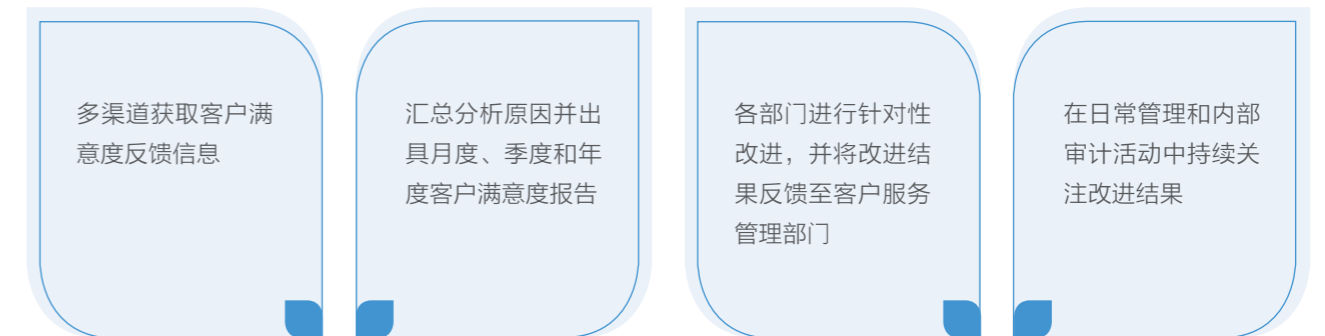 多渠道获取客户满
意度反馈信息
汇总分析原因并出
具月度、季度和年
度客户满意度报告
各部门进行针对性
改进，并将改进结
果反馈至客户服务
管理部门
在日常管理和内部
审计活动中持续关
注改进结果